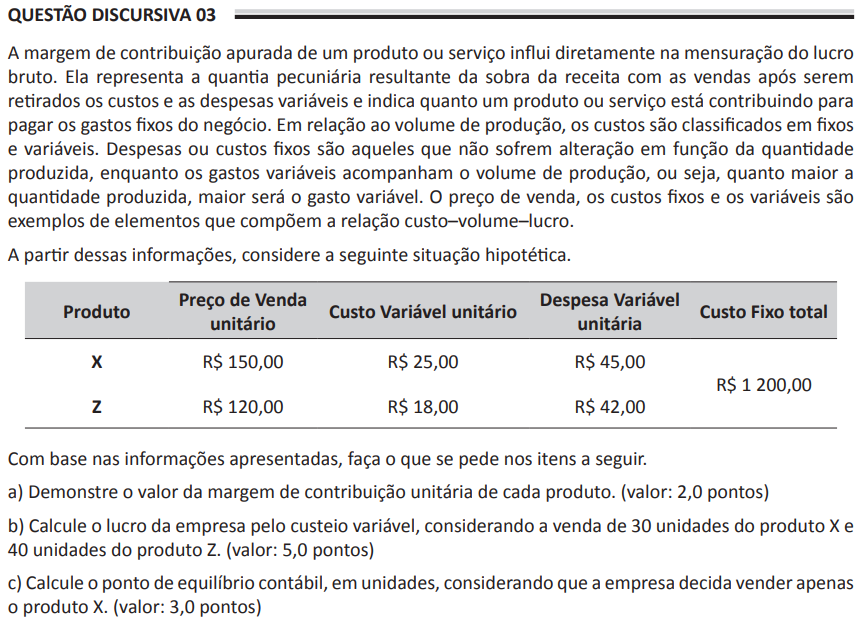 QUESTÃO DISCURSIVA 03
A margem de contribuição apurada de um produto ou serviço influi diretamente na mensuração do lucro
bruto. Ela representa a quantia pecuniária resultante da sobra da receita com as vendas após serem
retirados os custos e as despesas variáveis e indica quanto um produto ou serviço está contribuindo para
pagar os gastos fixos do negócio. Em relação ao volume de produção, os custos são classificados em fixos
e variáveis. Despesas ou custos fixos são aqueles que não sofrem alteração em função da quantidade
produzida, enquanto os gastos variáveis acompanham o volume de produção, ou seja, quanto maior a
quantidade produzida, maior será o gasto variável. O preço de venda, os custos fixos e os variáveis são
exemplos de elementos que compõem a relação custo–volume–lucro.
A partir dessas informações, considere a seguinte situação hipotética.
Produto Preço de Venda unitário Custo Variável unitário Despesa Variável unitária Custo Fixo total
X R$ 150,00 R$ 25,00 R$ 45,00
R$ 1 200,00
Z R$ 120,00 R$ 18,00 R$ 42,00
Com base nas informações apresentadas, faça o que se pede nos itens a seguir.
a) Demonstre o valor da margem de contribuição unitária de cada produto. (valor: 2,0 pontos)
b) Calcule o lucro da empresa pelo custeio variável, considerando a venda de 30 unidades do produto X e
40 unidades do produto Z. (valor: 5,0 pontos)
c) Calcule o ponto de equilíbrio contábil, em unidades, considerando que a empresa decida vender apenas
o produto X. (valor: 3,0 pontos)